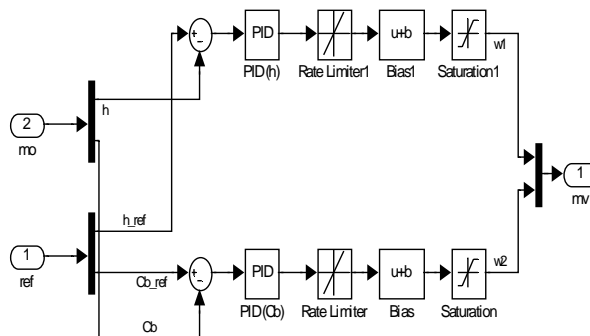 PID
u+b
w1
PID(h)
Rate Limiter1
Bias1
Saturation1
h
2
mo
1
mv
h_ref
1
ref
Cb_ref
PID
u+b
w2
PID(Cb)
Rate Limiter
Bias
Saturation
Cb